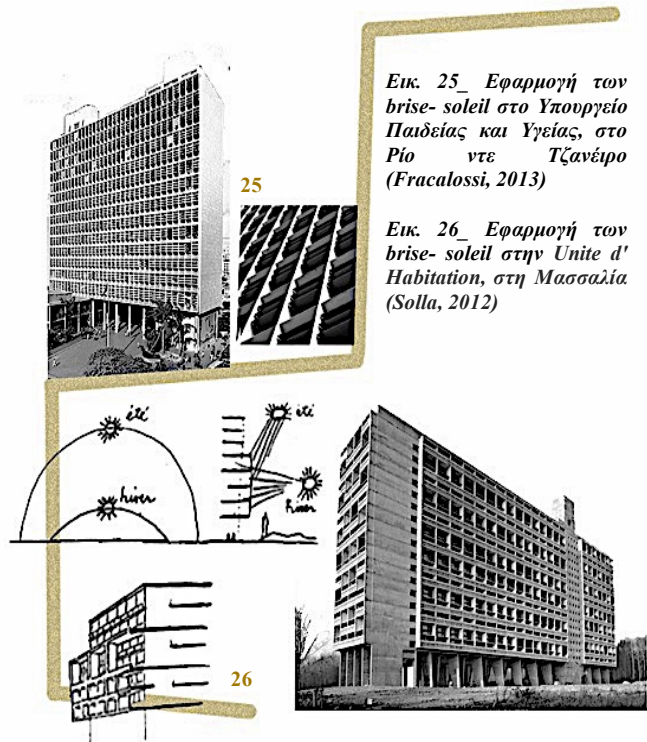 Εικ. 25_ Εφαρμογή των
brise- soleil στο Υπουργείο
Παιδείας και Υγείας, στο
Ρίο ντε Τζανέιρο
(Fracalossi, 2013)
25
Εικ. 26_ Εφαρμογή των
brise- soleil στην Unite d'
Habitation, στη Μασσαλία
(Solla, 2012)
été
hiver
été
hiver
26